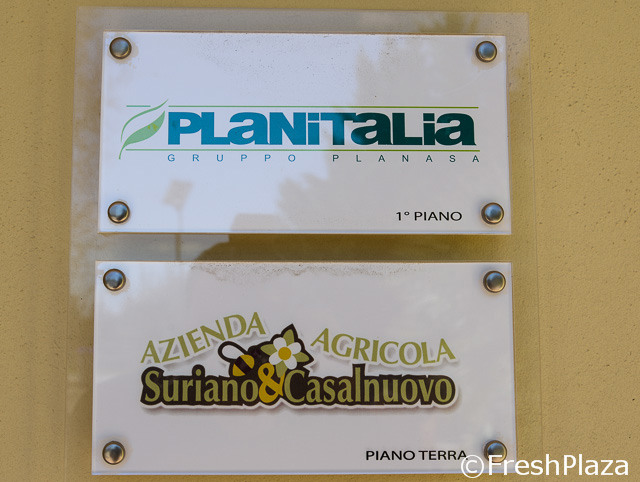 PLANITALIA
GRUPPO PLANASA
1° PIANO
AZIENDA AGRICOLA
Suriano&Casalnuovo
PIANO TERRA
©FreshPlaza